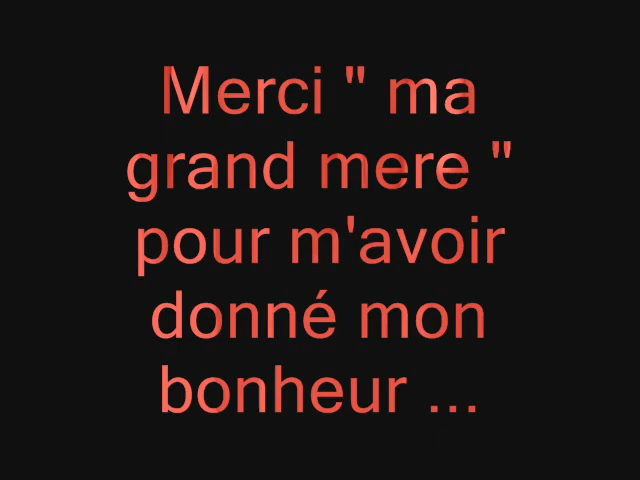 Merci " ma
grand mere "
pour m'avoir
donné mon
bonheur ...